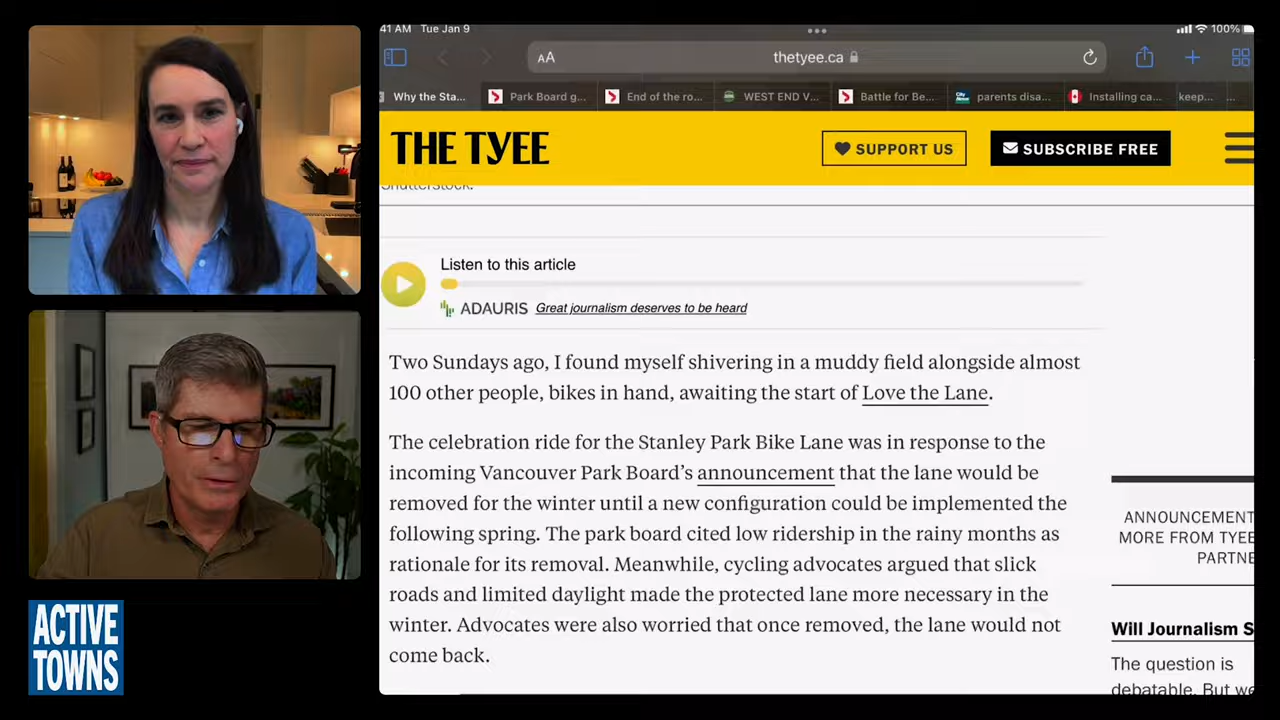 41 AM Tue Jan 9
100%
AA
thetyee.ca
Why the Sta...
Park Board g...
End of the ro...
WEST END V...
Battle for Be...
parents disa...
Installing ca...
keep...
THE TYEE
SUPPORT US
SUBSCRIBE FREE
Shutterstock.
Listen to this article
ADAURIS Great journalism deserves to be heard
Two Sundays ago, I found myself shivering in a muddy field alongside almost
100 other people, bikes in hand, awaiting the start of Love the Lane.
The celebration ride for the Stanley Park Bike Lane was in response to the
incoming Vancouver Park Board’s announcement that the lane would be
removed for the winter until a new configuration could be implemented the
following spring. The park board cited low ridership in the rainy months as
rationale for its removal. Meanwhile, cycling advocates argued that slick
roads and limited daylight made the protected lane more necessary in the
winter. Advocates were also worried that once removed, the lane would not
come back.
ANNOUNCEMENT
MORE FROM TYEE
PARTNE
Will Journalism S
The question is
debatable. But we
ACTIVE
TOWNS